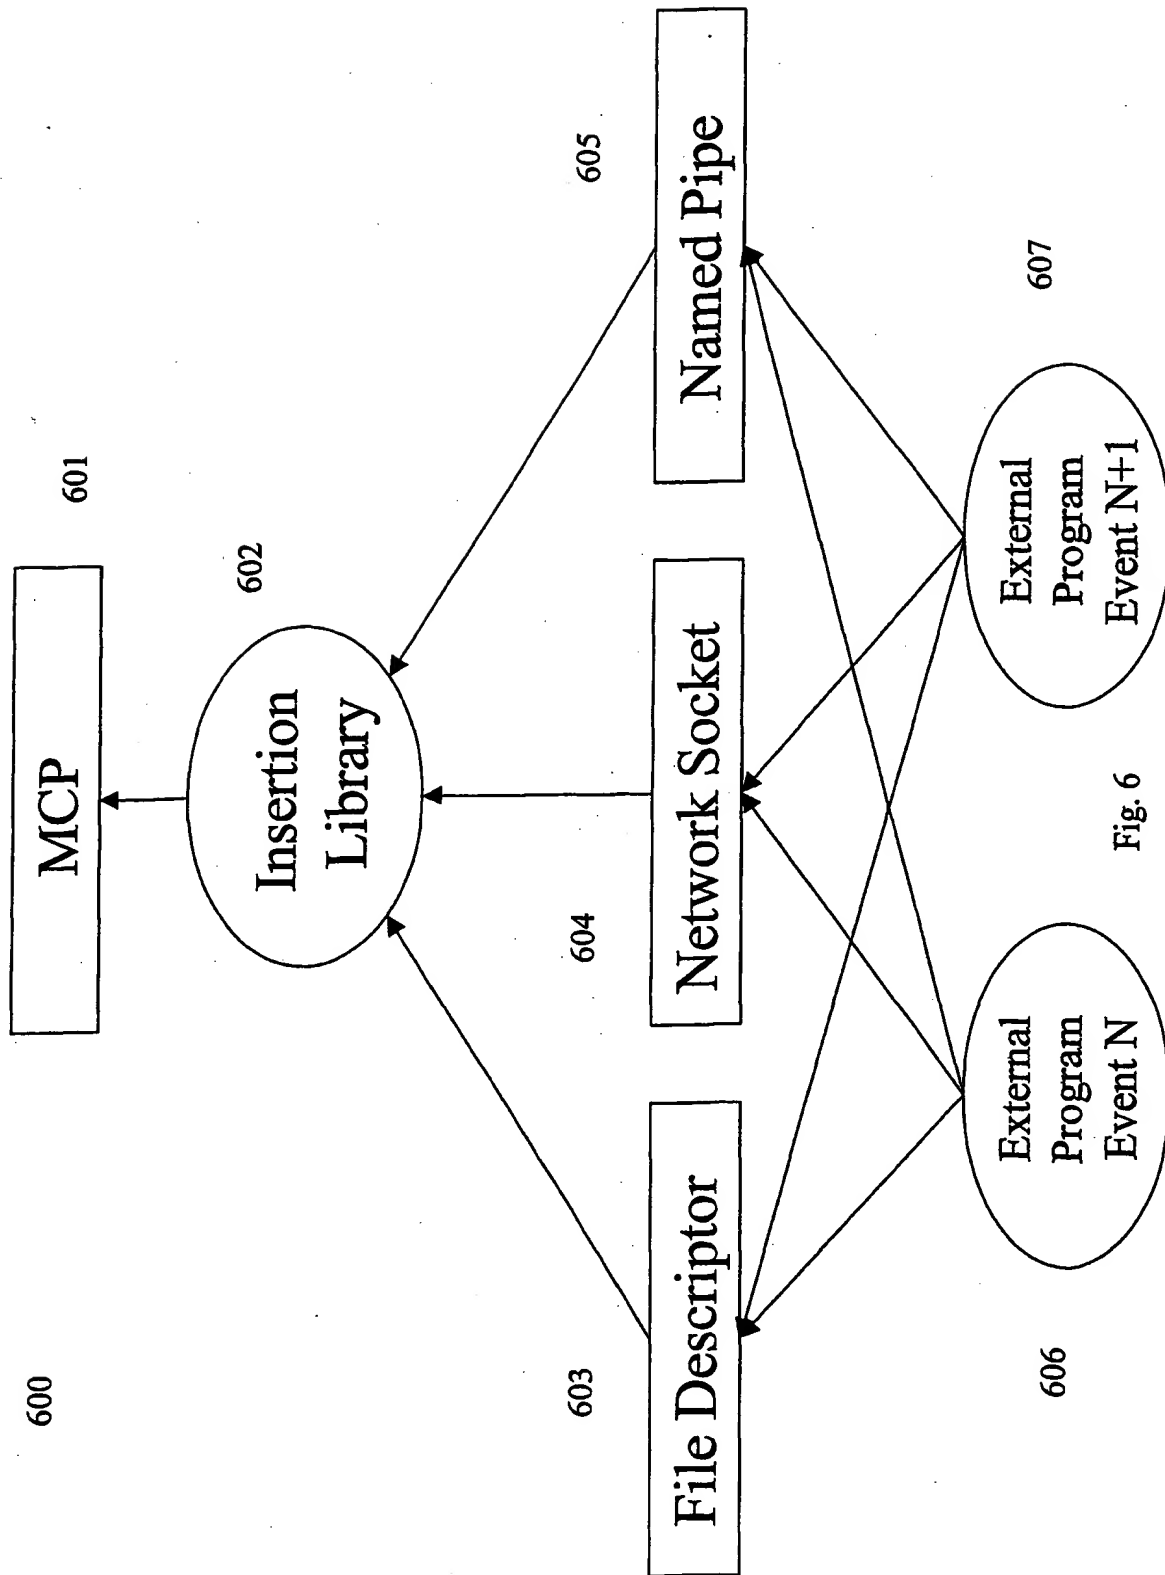 600
MCP
601
Insertion
Library
602
603
604
605
File Descriptor
Network Socket
Named Pipe
606
External
Program
Event N
External
Program
Event N+1
607
Fig. 6